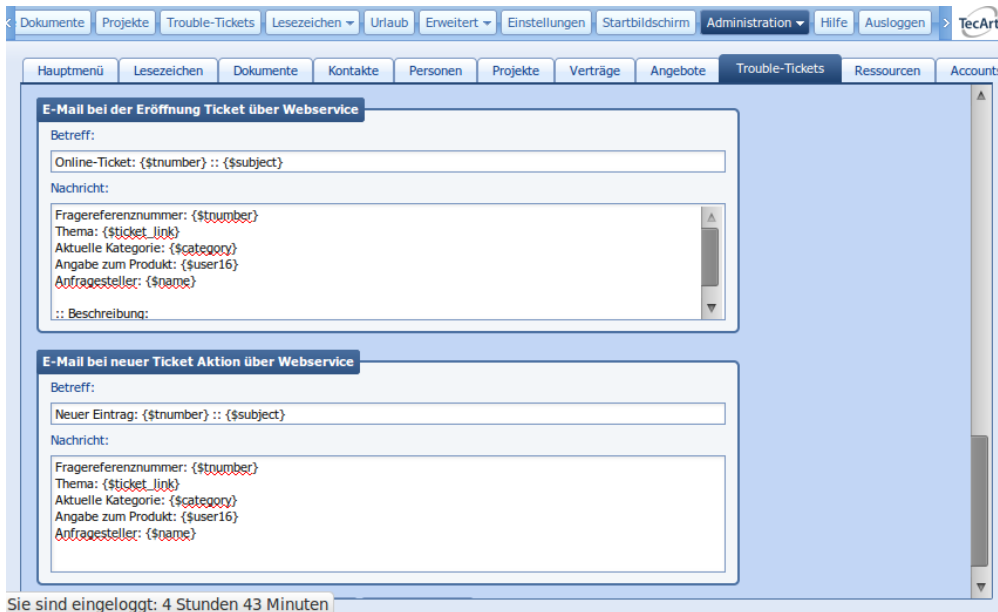 Dokumente Projekte Trouble-Tickets Lesezeichen Urlaub Erweitert Einstellungen Startbildschirm Administration Hilfe Ausloggen TecArt
Hauptmenü Lesezeichen Dokumente Kontakte Personen Projekte Verträge Angebote Trouble-Tickets Ressourcen Accounts
E-Mail bei der Eröffnung Ticket über Webservice
Betreff:
Online-Ticket: {$tnumber} :: {$subject}
Nachricht:
Fragereferenznummer: {$tnumber}
Thema: {$ticket_link}
Aktuelle Kategorie: {$category}
Angabe zum Produkt: {$user16}
Anfragesteller: {$name}
:: Beschreibung:
E-Mail bei neuer Ticket Aktion über Webservice
Betreff:
Neuer Eintrag: {$tnumber} :: {$subject}
Nachricht:
Fragereferenznummer: {$tnumber}
Thema: {$ticket_link}
Aktuelle Kategorie: {$category}
Angabe zum Produkt: {$user16}
Anfragesteller: {$name}
Sie sind eingeloggt: 4 Stunden 43 Minuten